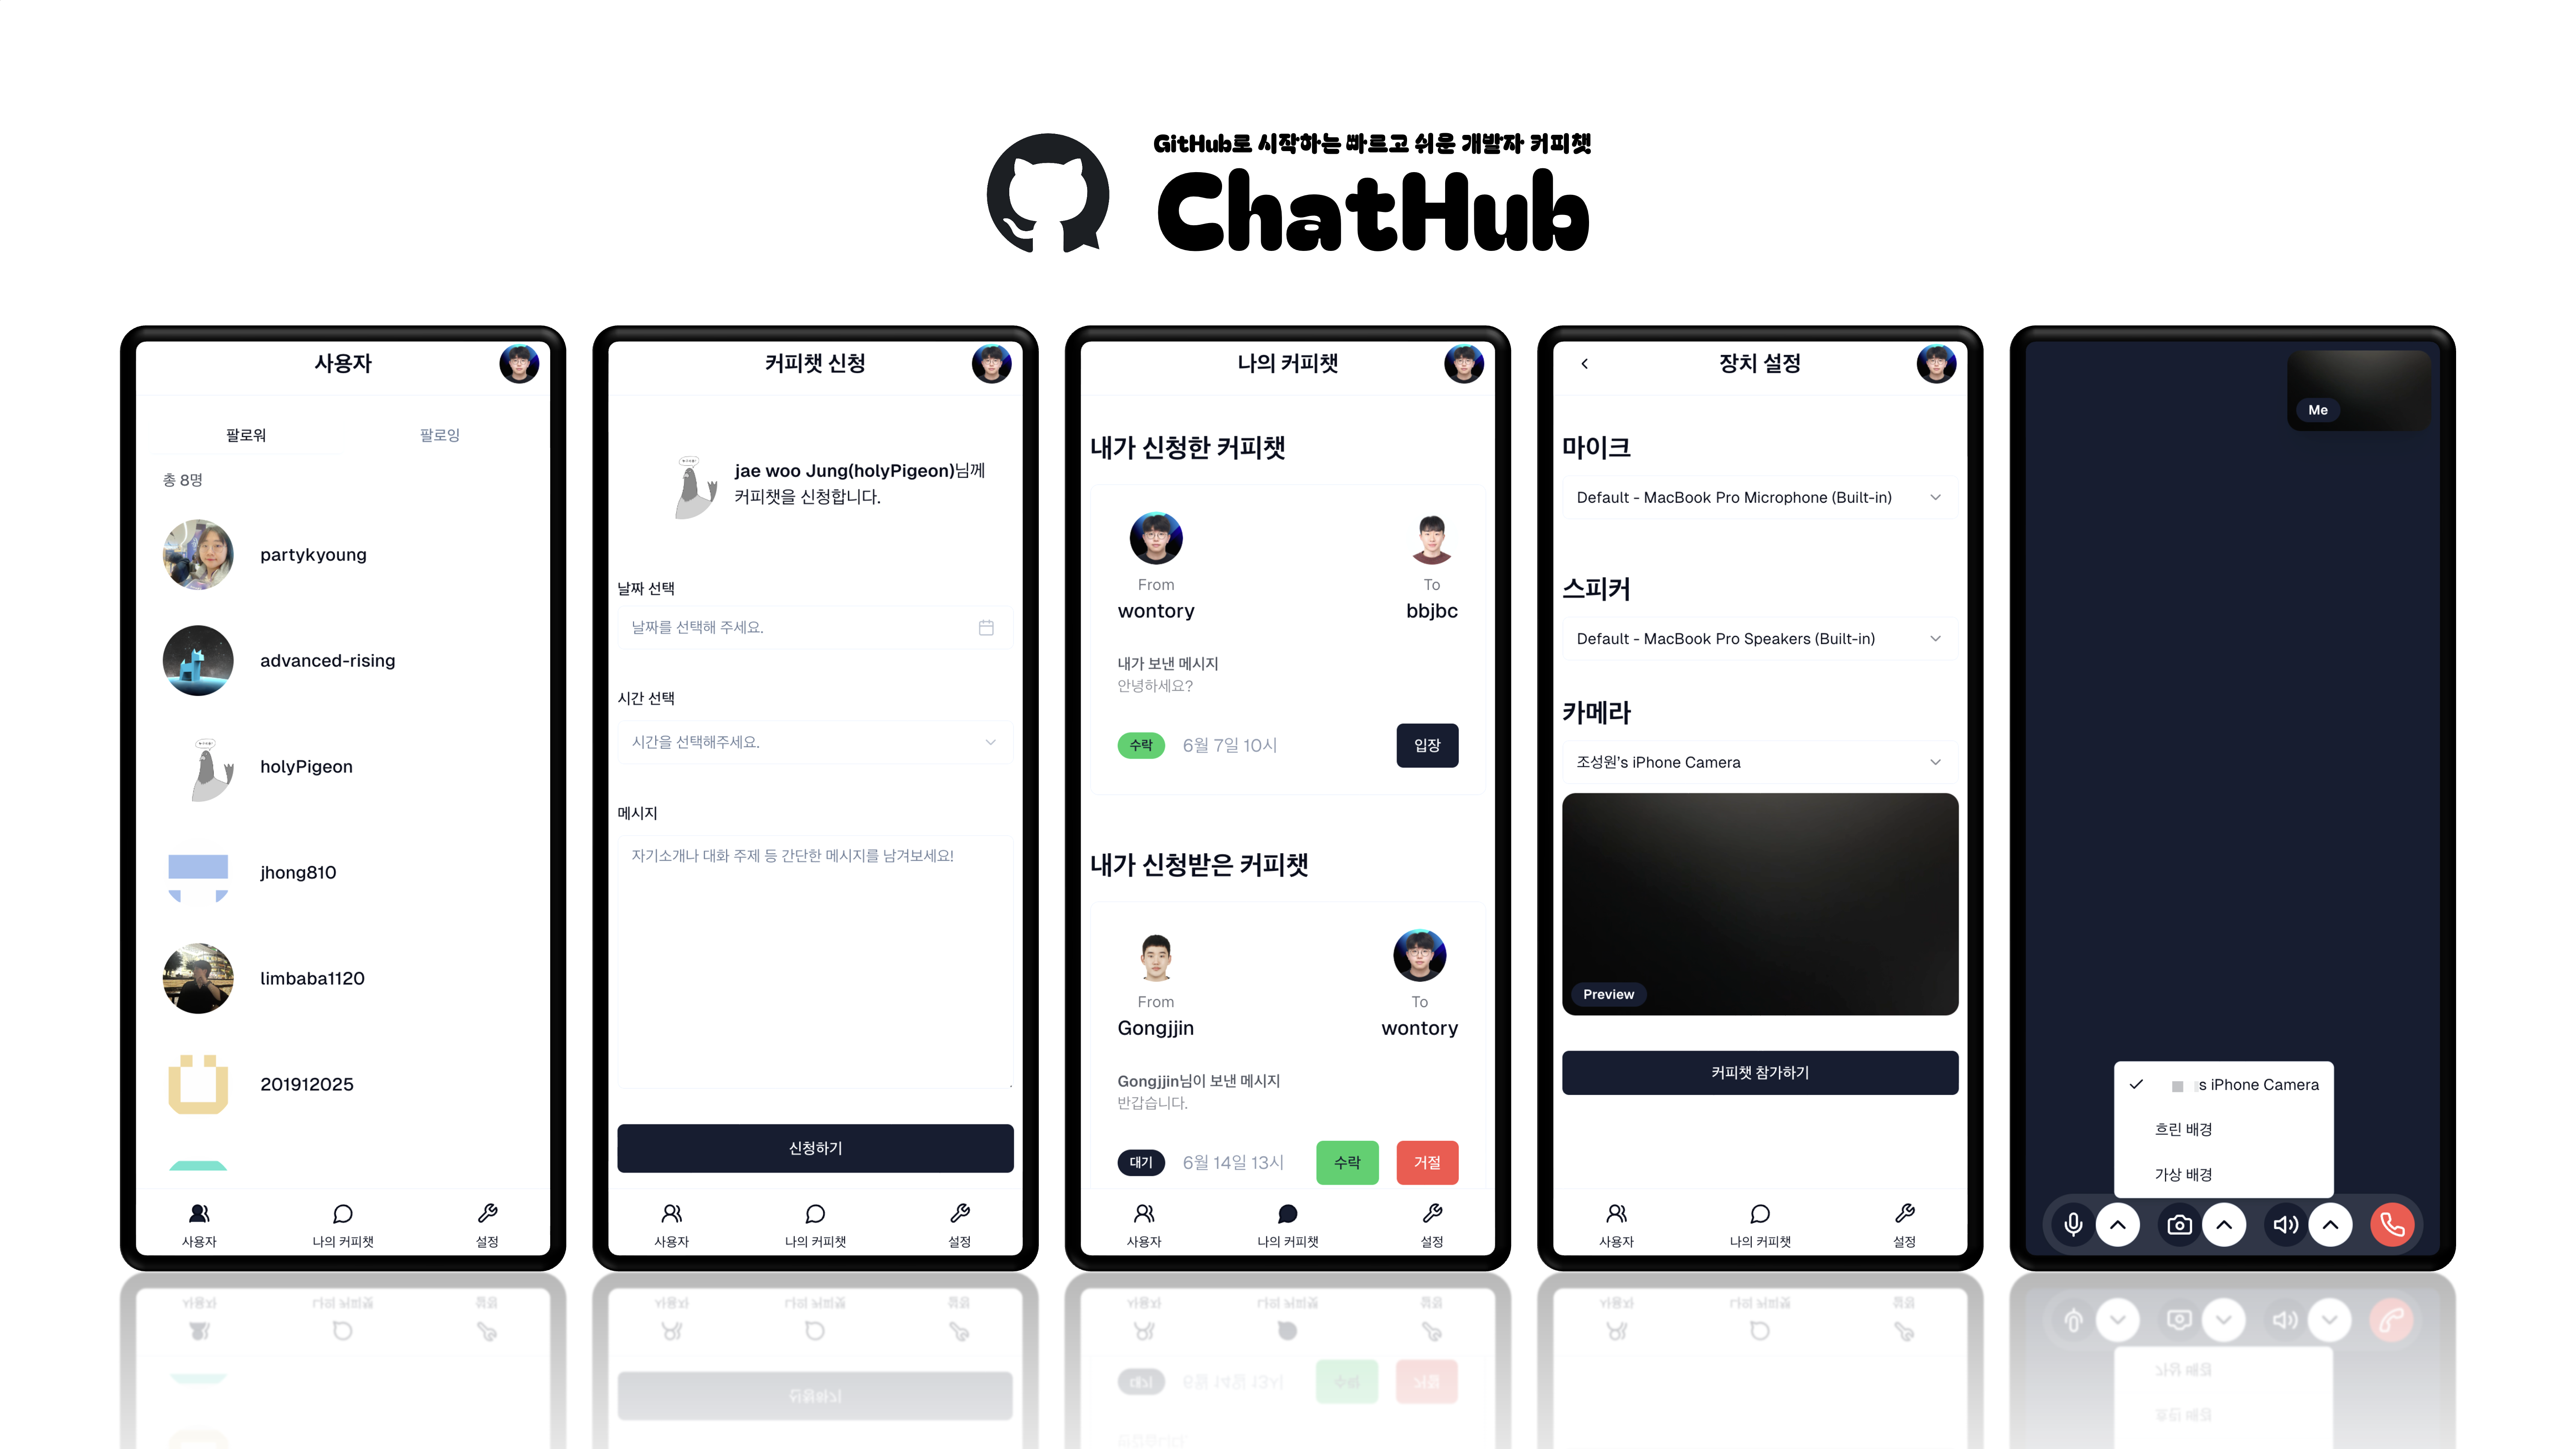 GitHub로 시작하는 빠르고 쉬운 개발자 커피챗
ChatHub
사용자
팔로워
팔로잉
총 8명
partykyoung
advanced-rising
holyPigeon
jhong810
limbaba1120
201912025
사용자
나의 커피챗
설정
커피챗 신청
jae woo Jung(holyPigeon)님께
커피챗을 신청합니다.
날짜 선택
날짜를 선택해 주세요.
시간 선택
시간을 선택해주세요.
메시지
자기소개나 대화 주제 등 간단한 메시지를 남겨보세요!
신청하기
사용자
나의 커피챗
설정
나의 커피챗
내가 신청한 커피챗
From
To
wontory
bbjbc
내가 보낸 메시지
안녕하세요?
수락
6월 7일 10시
입장
내가 신청받은 커피챗
From
To
Gongjjin
wontory
Gongjjin님이 보낸 메시지
반갑습니다.
대기
6월 14일 13시
수락
거절
사용자
나의 커피챗
설정
장치 설정
마이크
Default - MacBook Pro Microphone (Built-in)
스피커
Default - MacBook Pro Speakers (Built-in)
카메라
조성원's iPhone Camera
Preview
커피챗 참가하기
사용자
나의 커피챗
설정
Me
s iPhone Camera
흐린 배경
가상 배경